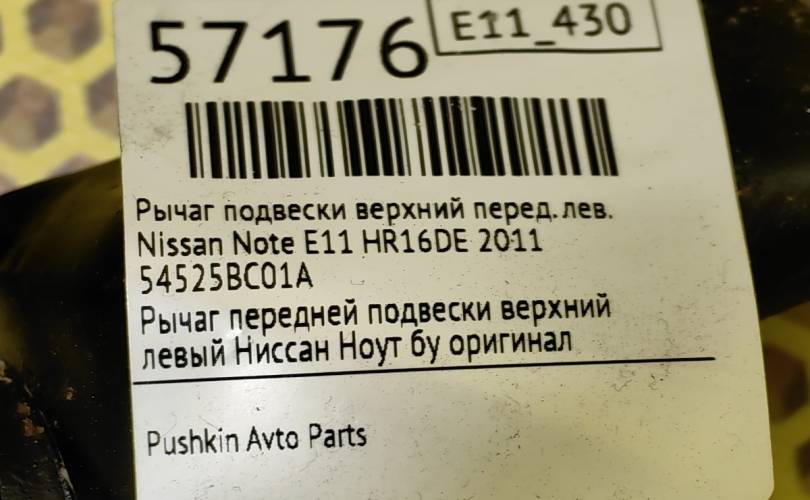 57176 E11_430
Рычаг подвески верхний перед. лев.
Nissan Note E11 HR16DE 2011
54525BC01A
Рычаг передней подвески верхний
левый Ниссан Ноут бу оригинал
Pushkin Avto Parts